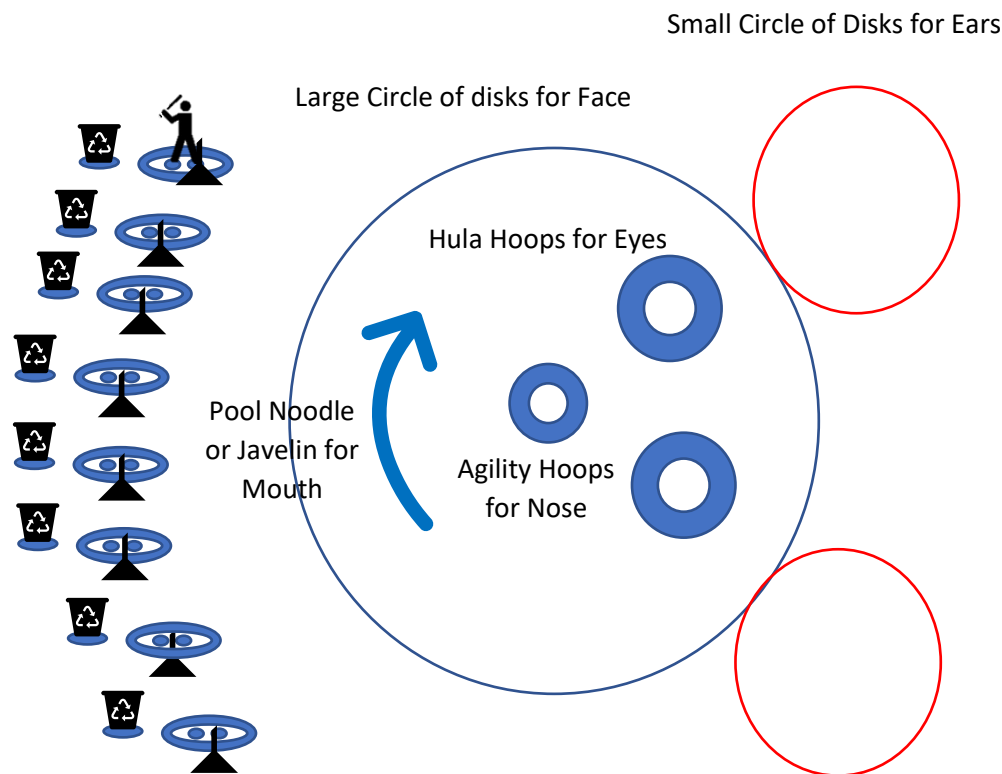 Small Circle of Disks for Ears
Large Circle of disks for Face
Hula Hoops for Eyes
Pool Noodle
or Javelin for
Mouth
Agility Hoops
for Nose